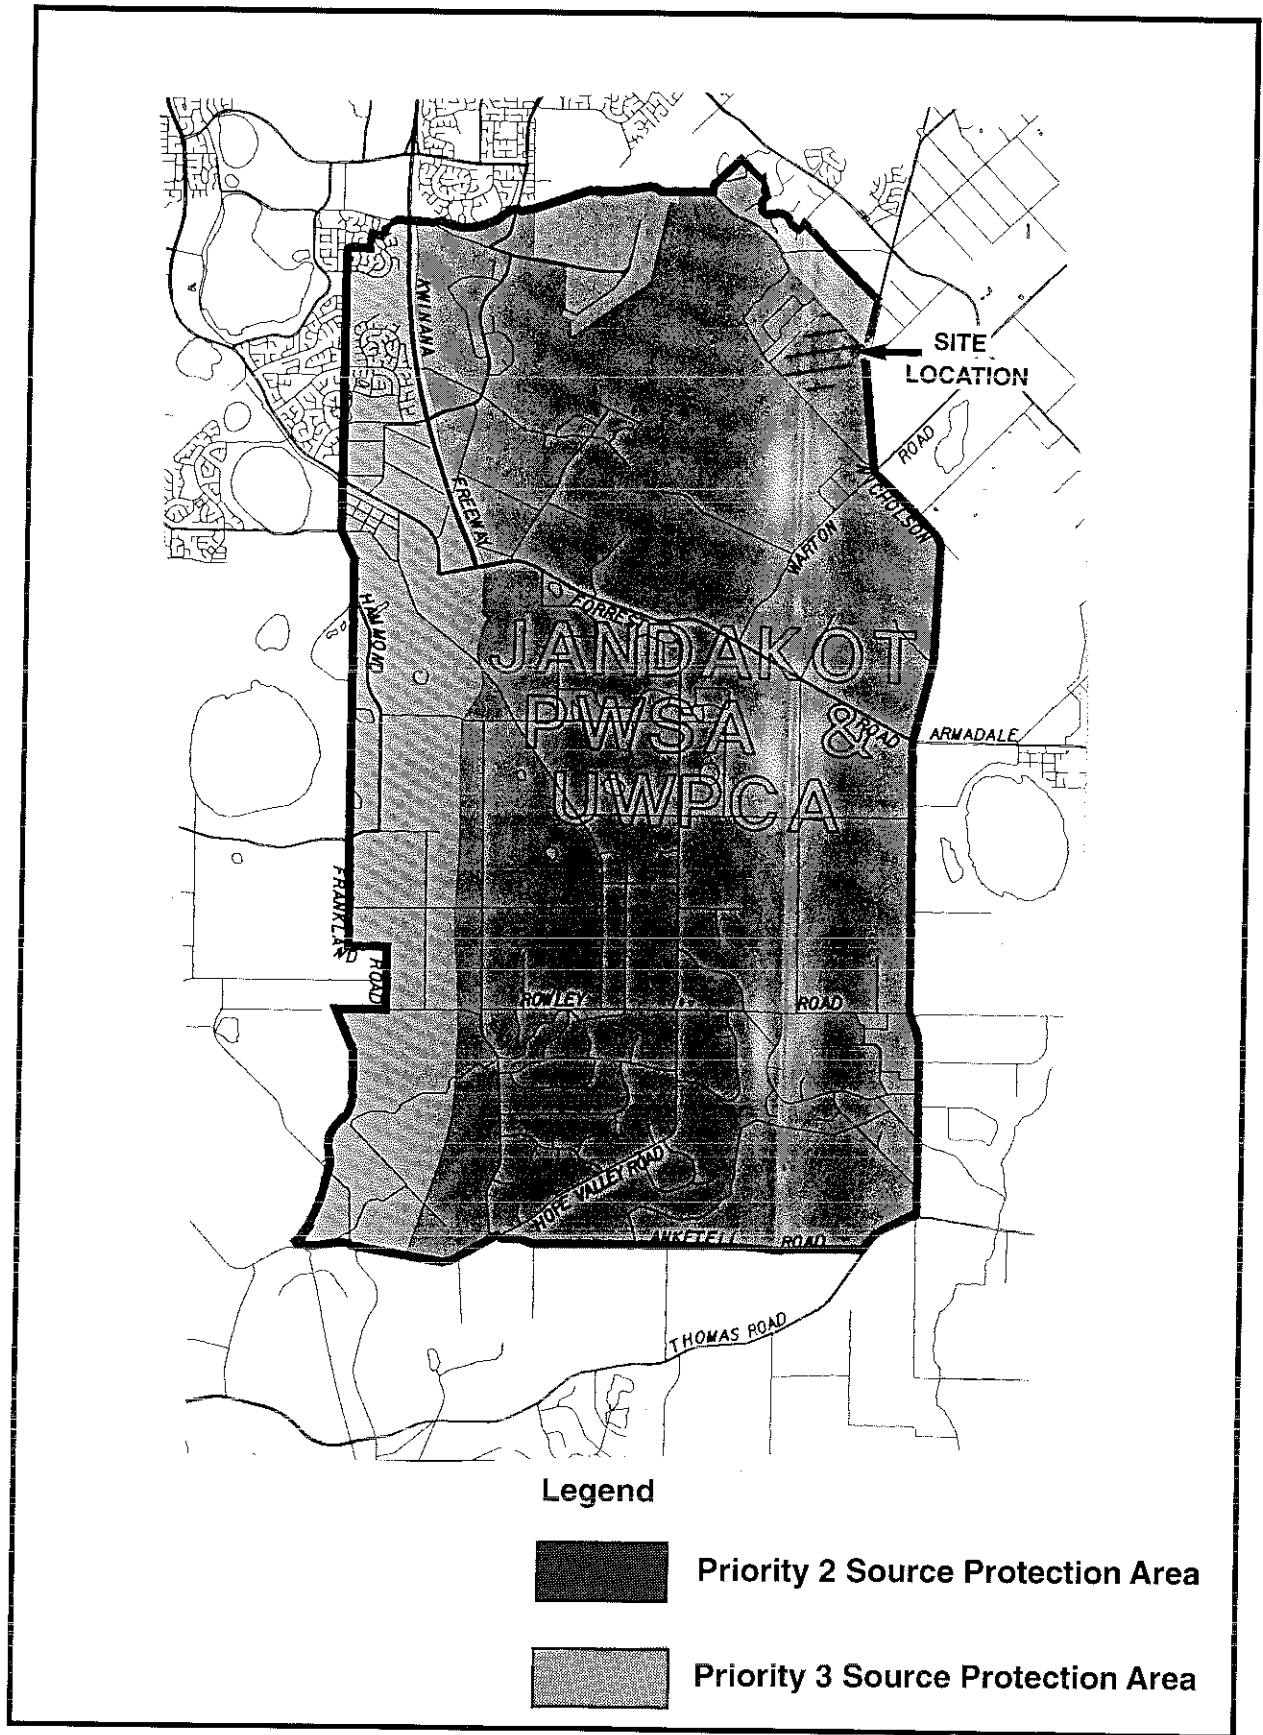 KWINANA
SITE
LOCATION
ROAD
NICHOLSON
FREEWAY
WARTON
FORREST
HAMMOND
JANDAKOT
PWSA &
UWPCA
ROAD
ARMADALE
FRANKLAND
ROAD
ROWLEY
ROAD
HOPE VALLEY ROAD
ANKETELL
ROAD
THOMAS ROAD
Legend
Priority 2 Source Protection Area
Priority 3 Source Protection Area